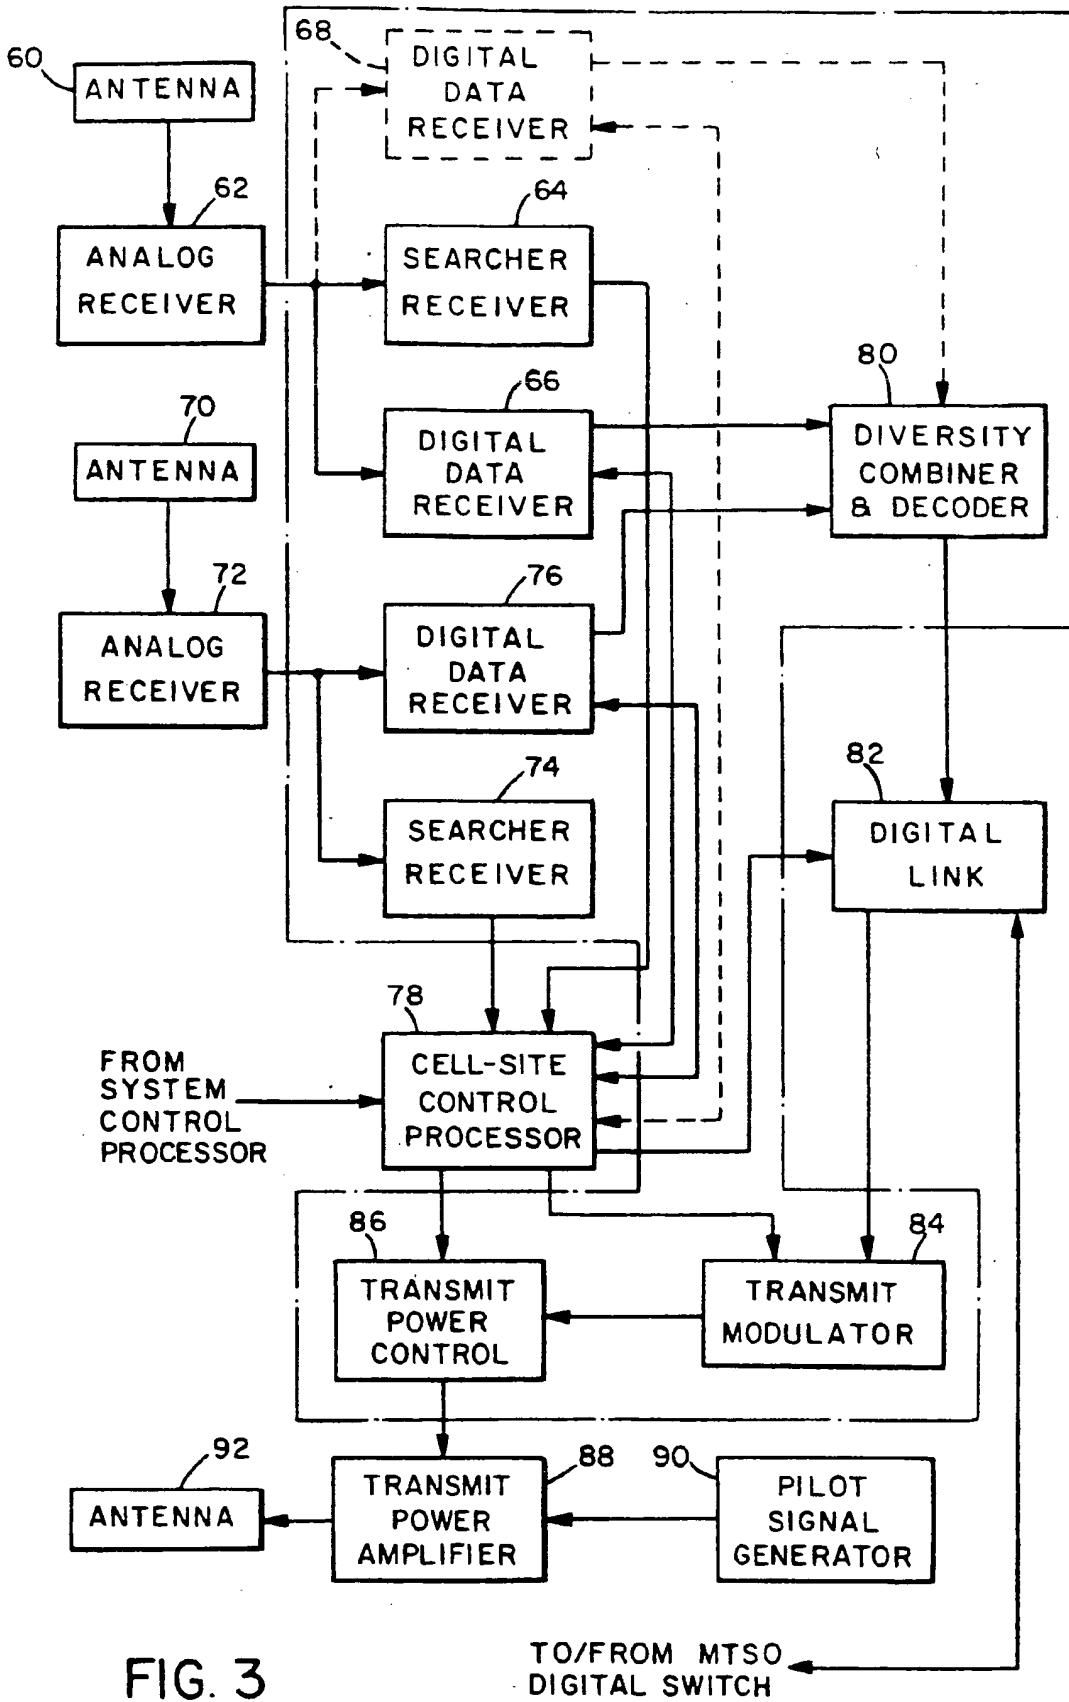 60
ANTENNA
68
DIGITAL
DATA
RECEIVER
62
ANALOG
RECEIVER
64
SEARCHER
RECEIVER
66
DIGITAL
DATA
RECEIVER
80
DIVERSITY
COMBINER
& DECODER
70
ANTENNA
72
ANALOG
RECEIVER
76
DIGITAL
DATA
RECEIVER
74
SEARCHER
RECEIVER
82
DIGITAL
LINK
78
CELL-SITE
CONTROL
PROCESSOR
FROM
SYSTEM
CONTROL
PROCESSOR
86
TRANSMIT
POWER
CONTROL
84
TRANSMIT
MODULATOR
92
ANTENNA
88
TRANSMIT
POWER
AMPLIFIER
90
PILOT
SIGNAL
GENERATOR
FIG. 3
TO/FROM MTSO
DIGITAL SWITCH